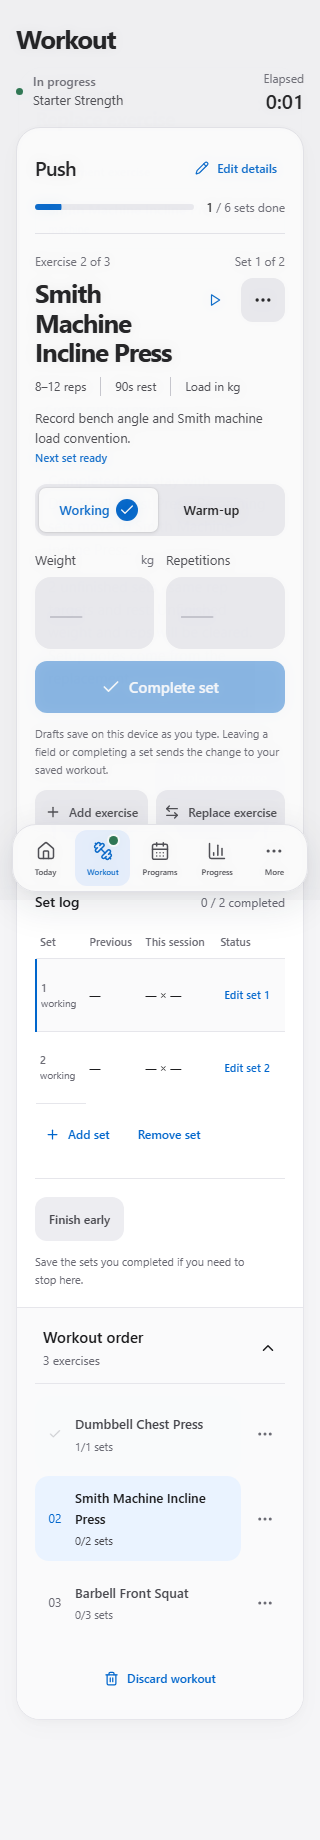 Workout
In progress
Starter Strength
Elapsed
0:01
Push
Edit details
1 / 6 sets done
Exercise 2 of 3
Set 1 of 2
Smith
Machine
Incline Press
8–12 reps
90s rest
Load in kg
Record bench angle and Smith machine
load convention.
Next set ready
Working
Warm-up
Weight
kg
Repetitions
Complete set
Drafts save on this device as you type. Leaving a
field or completing a set sends the change to your
saved workout.
Add exercise
Replace exercise
Today
Workout
Programs
Progress
More
Set log
0 / 2 completed
Set
Previous
This session
Status
1
working
—
— × —
Edit set 1
2
working
—
— × —
Edit set 2
Add set
Remove set
Finish early
Save the sets you completed if you need to
stop here.
Workout order
3 exercises
Dumbbell Chest Press
1/1 sets
02
Smith Machine Incline
Press
0/2 sets
03
Barbell Front Squat
0/3 sets
Discard workout